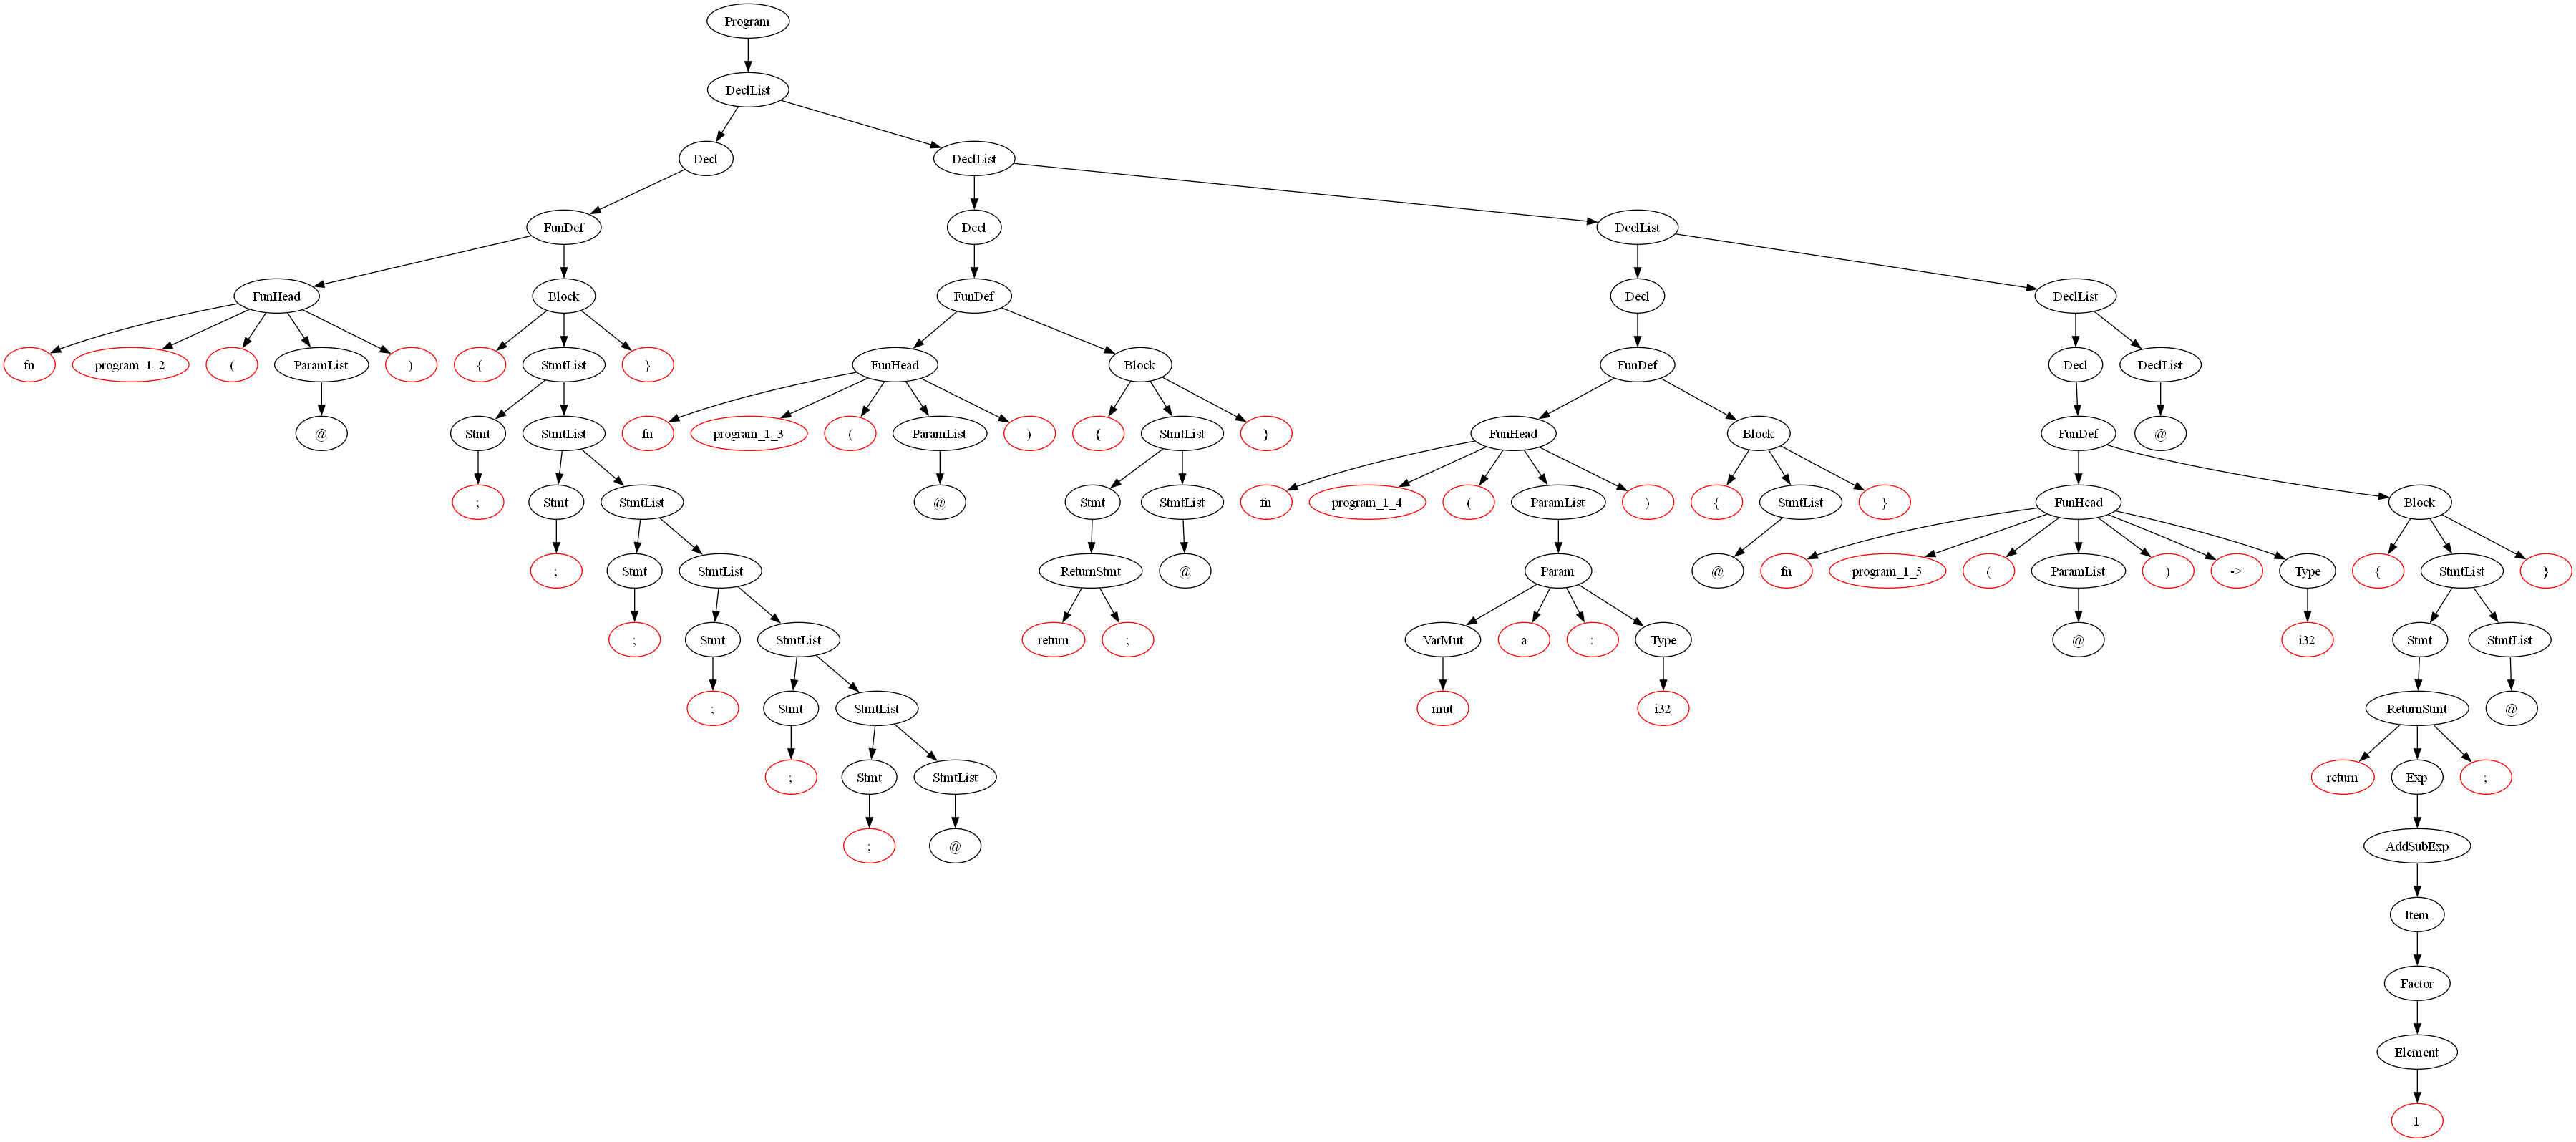 Program
DeclList
Decl DeclList
FunDef Decl DeclList
FunHead Block FunDef Decl DeclList
fn program_1_2 ( ParamList ) { StmtList } FunHead Block FunDef Decl DeclList
@ Stmt StmtList fn program_1_3 ( ParamList ) { StmtList } FunHead Block FunDef @
; Stmt StmtList @ Stmt StmtList fn program_1_4 ( ParamList ) { StmtList } FunHead Block
; Stmt StmtList ReturnStmt @ Param @ fn program_1_5 ( ParamList ) -> Type { StmtList }
; Stmt StmtList return ; VarMut a : Type @ i32 Stmt StmtList
; Stmt StmtList mut i32 ReturnStmt @
; Stmt StmtList return Exp ;
; @ AddSubExp
Item
Factor
Element
1